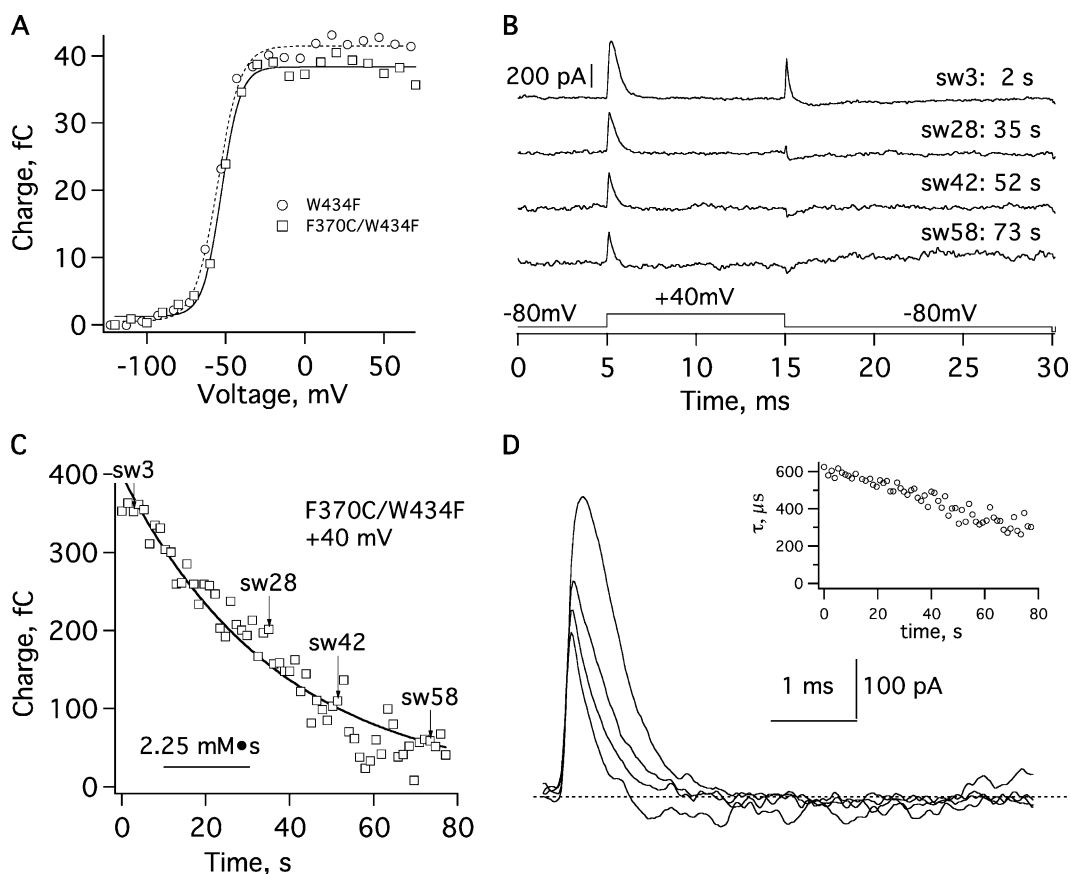 A
Charge, fC
40
30
20
10
0
W434F
F370C/W434F
-100
-50
0
50
Voltage, mV
B
200 pA
sw3: 2 s
sw28: 35 s
sw42: 52 s
sw58: 73 s
-80mV
+40mV
-80mV
0
5
10
15
20
25
30
Time, ms
C
Charge, fC
400
300
200
100
0
sw3
F370C/W434F
+40 mV
sw28
sw42
sw58
2.25 mM●s
0
20
40
60
80
Time, s
D
τ, μs
600
400
200
0
0
20
40
60
80
time, s
1 ms
100 pA